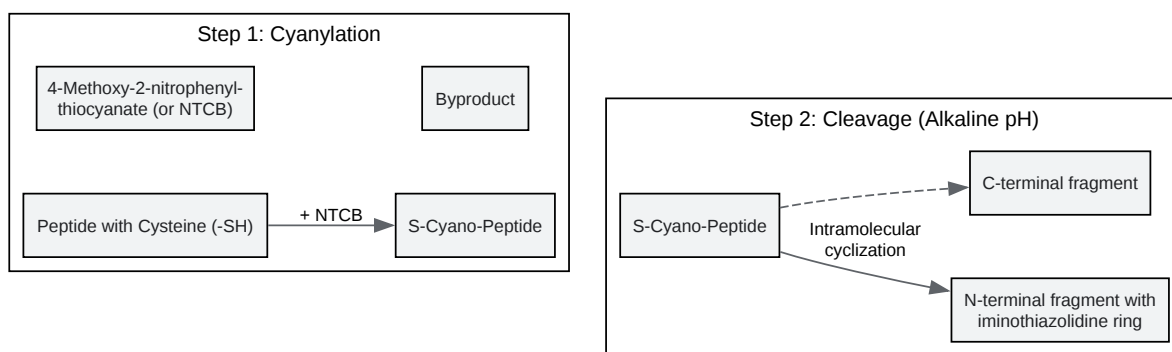 Step 1: Cyanylation
4-Methoxy-2-nitrophenyl-
thiocyanate (or NTCB)
Byproduct
Peptide with Cysteine (-SH)
+ NTCB
S-Cyano-Peptide
Step 2: Cleavage (Alkaline pH)
C-terminal fragment
S-Cyano-Peptide
Intramolecular
cyclization
N-terminal fragment with
iminothiazolidine ring